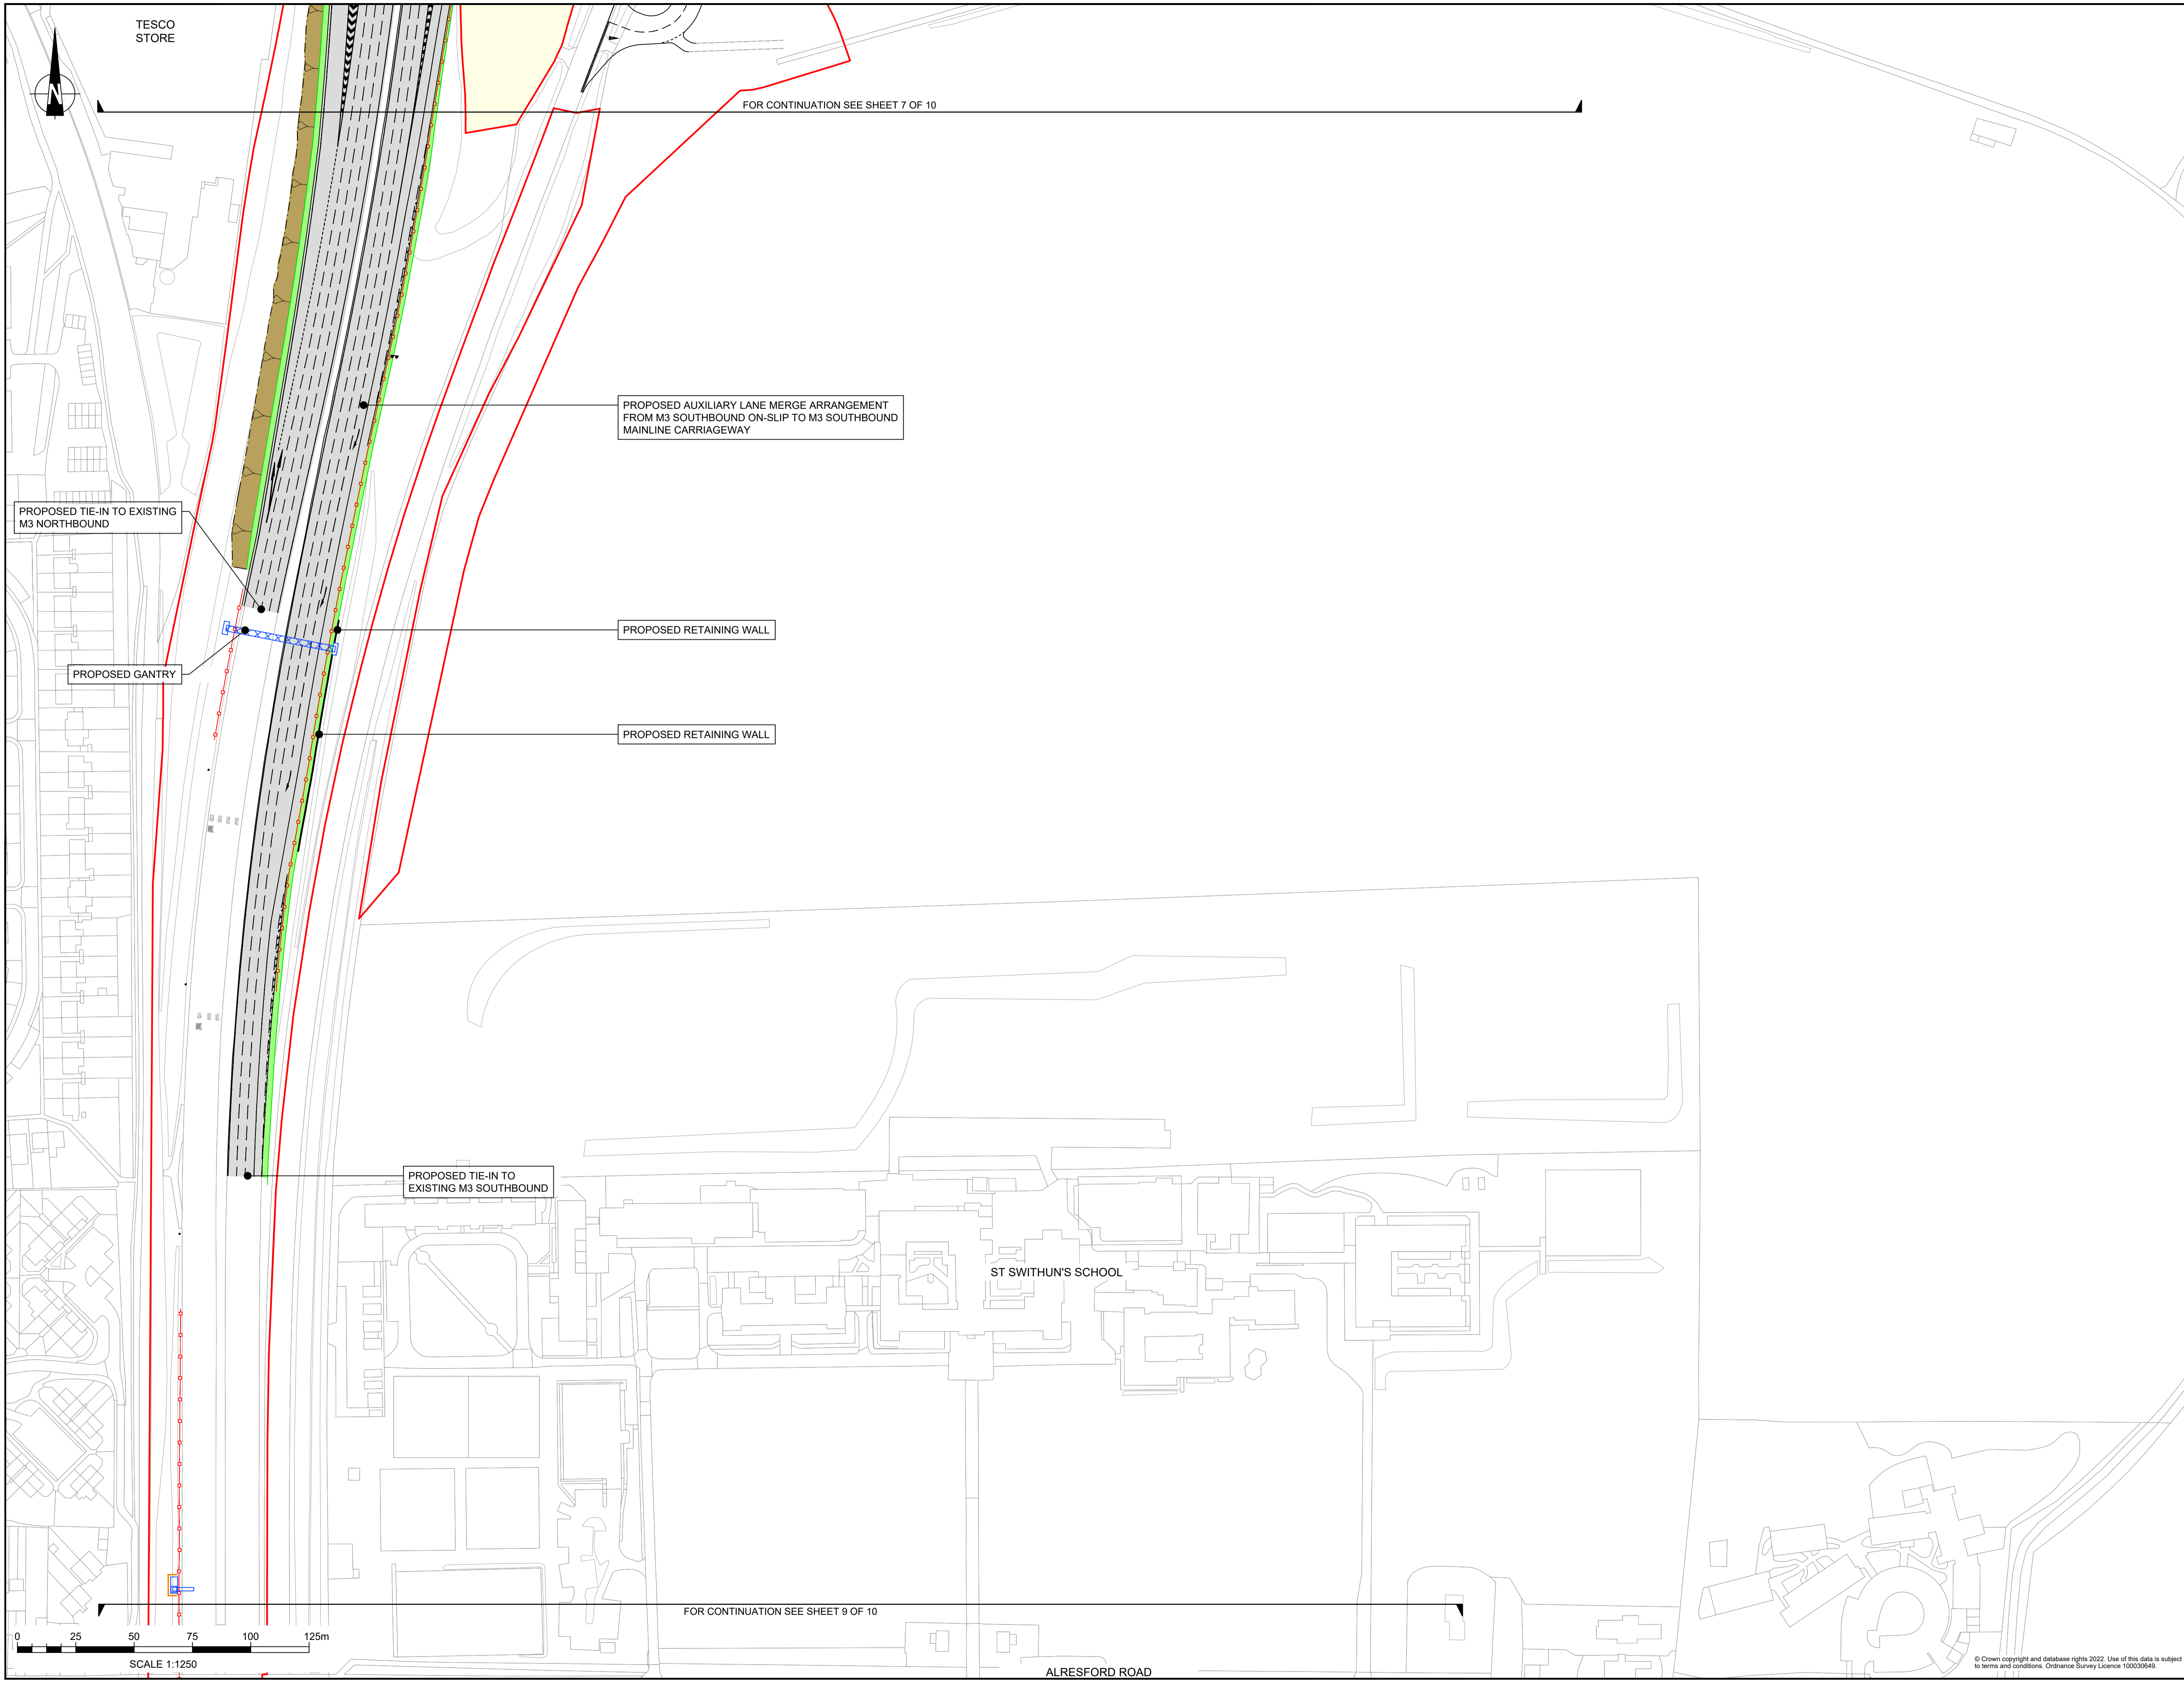 TESCO
STORE
N
FOR CONTINUATION SEE SHEET 7 OF 10
PROPOSED AUXILIARY LANE MERGE ARRANGEMENT
FROM M3 SOUTHBOUND ON-SLIP TO M3 SOUTHBOUND
MAINLINE CARRIAGEWAY
PROPOSED TIE-IN TO EXISTING
M3 NORTHBOUND
PROPOSED RETAINING WALL
PROPOSED GANTRY
PROPOSED RETAINING WALL
PROPOSED TIE-IN TO
EXISTING M3 SOUTHBOUND
ST SWITHUN'S SCHOOL
FOR CONTINUATION SEE SHEET 9 OF 10
0 25 50 75 100 125m
SCALE 1:1250
ALRESFORD ROAD
© Crown copyright and database rights 2022. Use of this data is subject
to terms and conditions. Ordnance Survey Licence 100030649.